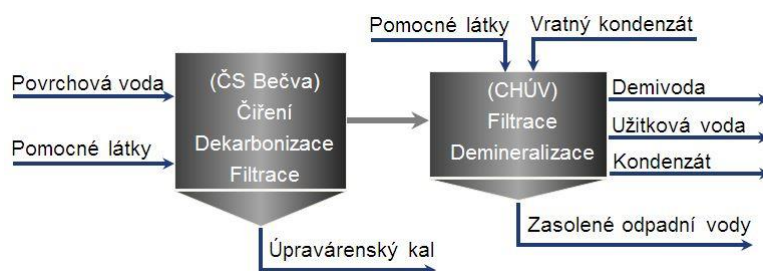 Pomocné látky
Vratný kondenzát
Povrchová voda
Pomocné látky
(ČS Bečva)
Čiření
Dekarbonizace
Filtrace
(CHÚV)
Filtrace
Demineralizace
Demivoda
Užitková voda
Kondenzát
Úpravárenský kal
Zasolené odpadní vody